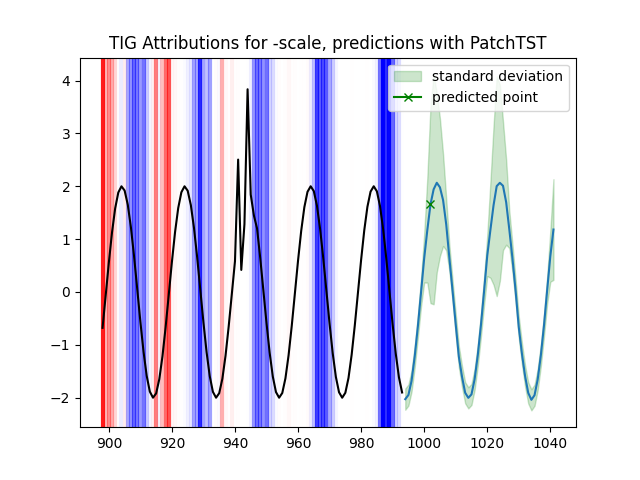 TIG Attributions for -scale, predictions with PatchTST
standard deviation
predicted point
4
3
2
1
0
−1
−2
900 920 940 960 980 1000 1020 1040